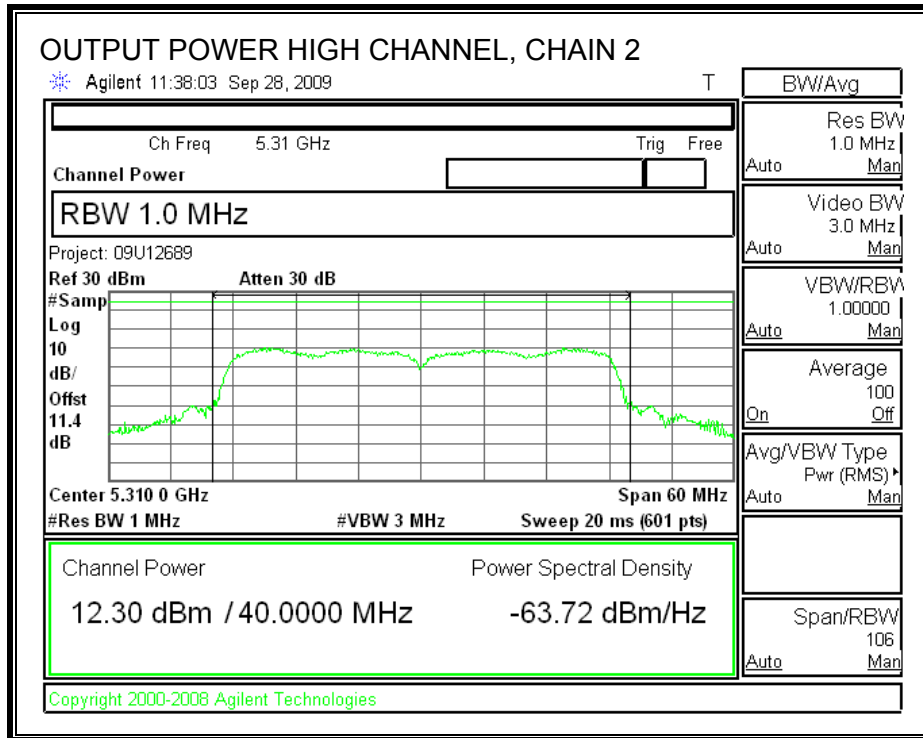 OUTPUT POWER HIGH CHANNEL, CHAIN 2
Agilent 11:38:03 Sep 28, 2009 T
Ch Freq 5.31 GHz Trig Free
Channel Power
RBW 1.0 MHz
Project: 09U12689
Ref 30 dBm Atten 30 dB
#Samp
Log
10
dB/
Offst
11.4
dB
Center 5.310 0 GHz Span 60 MHz
#Res BW 1 MHz #VBW 3 MHz Sweep 20 ms (601 pts)
Channel Power Power Spectral Density
12.30 dBm / 40.0000 MHz -63.72 dBm/Hz
Copyright 2000-2008 Agilent Technologies
BW/Avg
Res BW
1.0 MHz
Auto Man
Video BW
3.0 MHz
Auto Man
VBW/RBW
1.00000
Auto Man
Average
100
On Off
Avg/VBW Type
Pwr (RMS)
Auto Man
Span/RBW
106
Auto Man